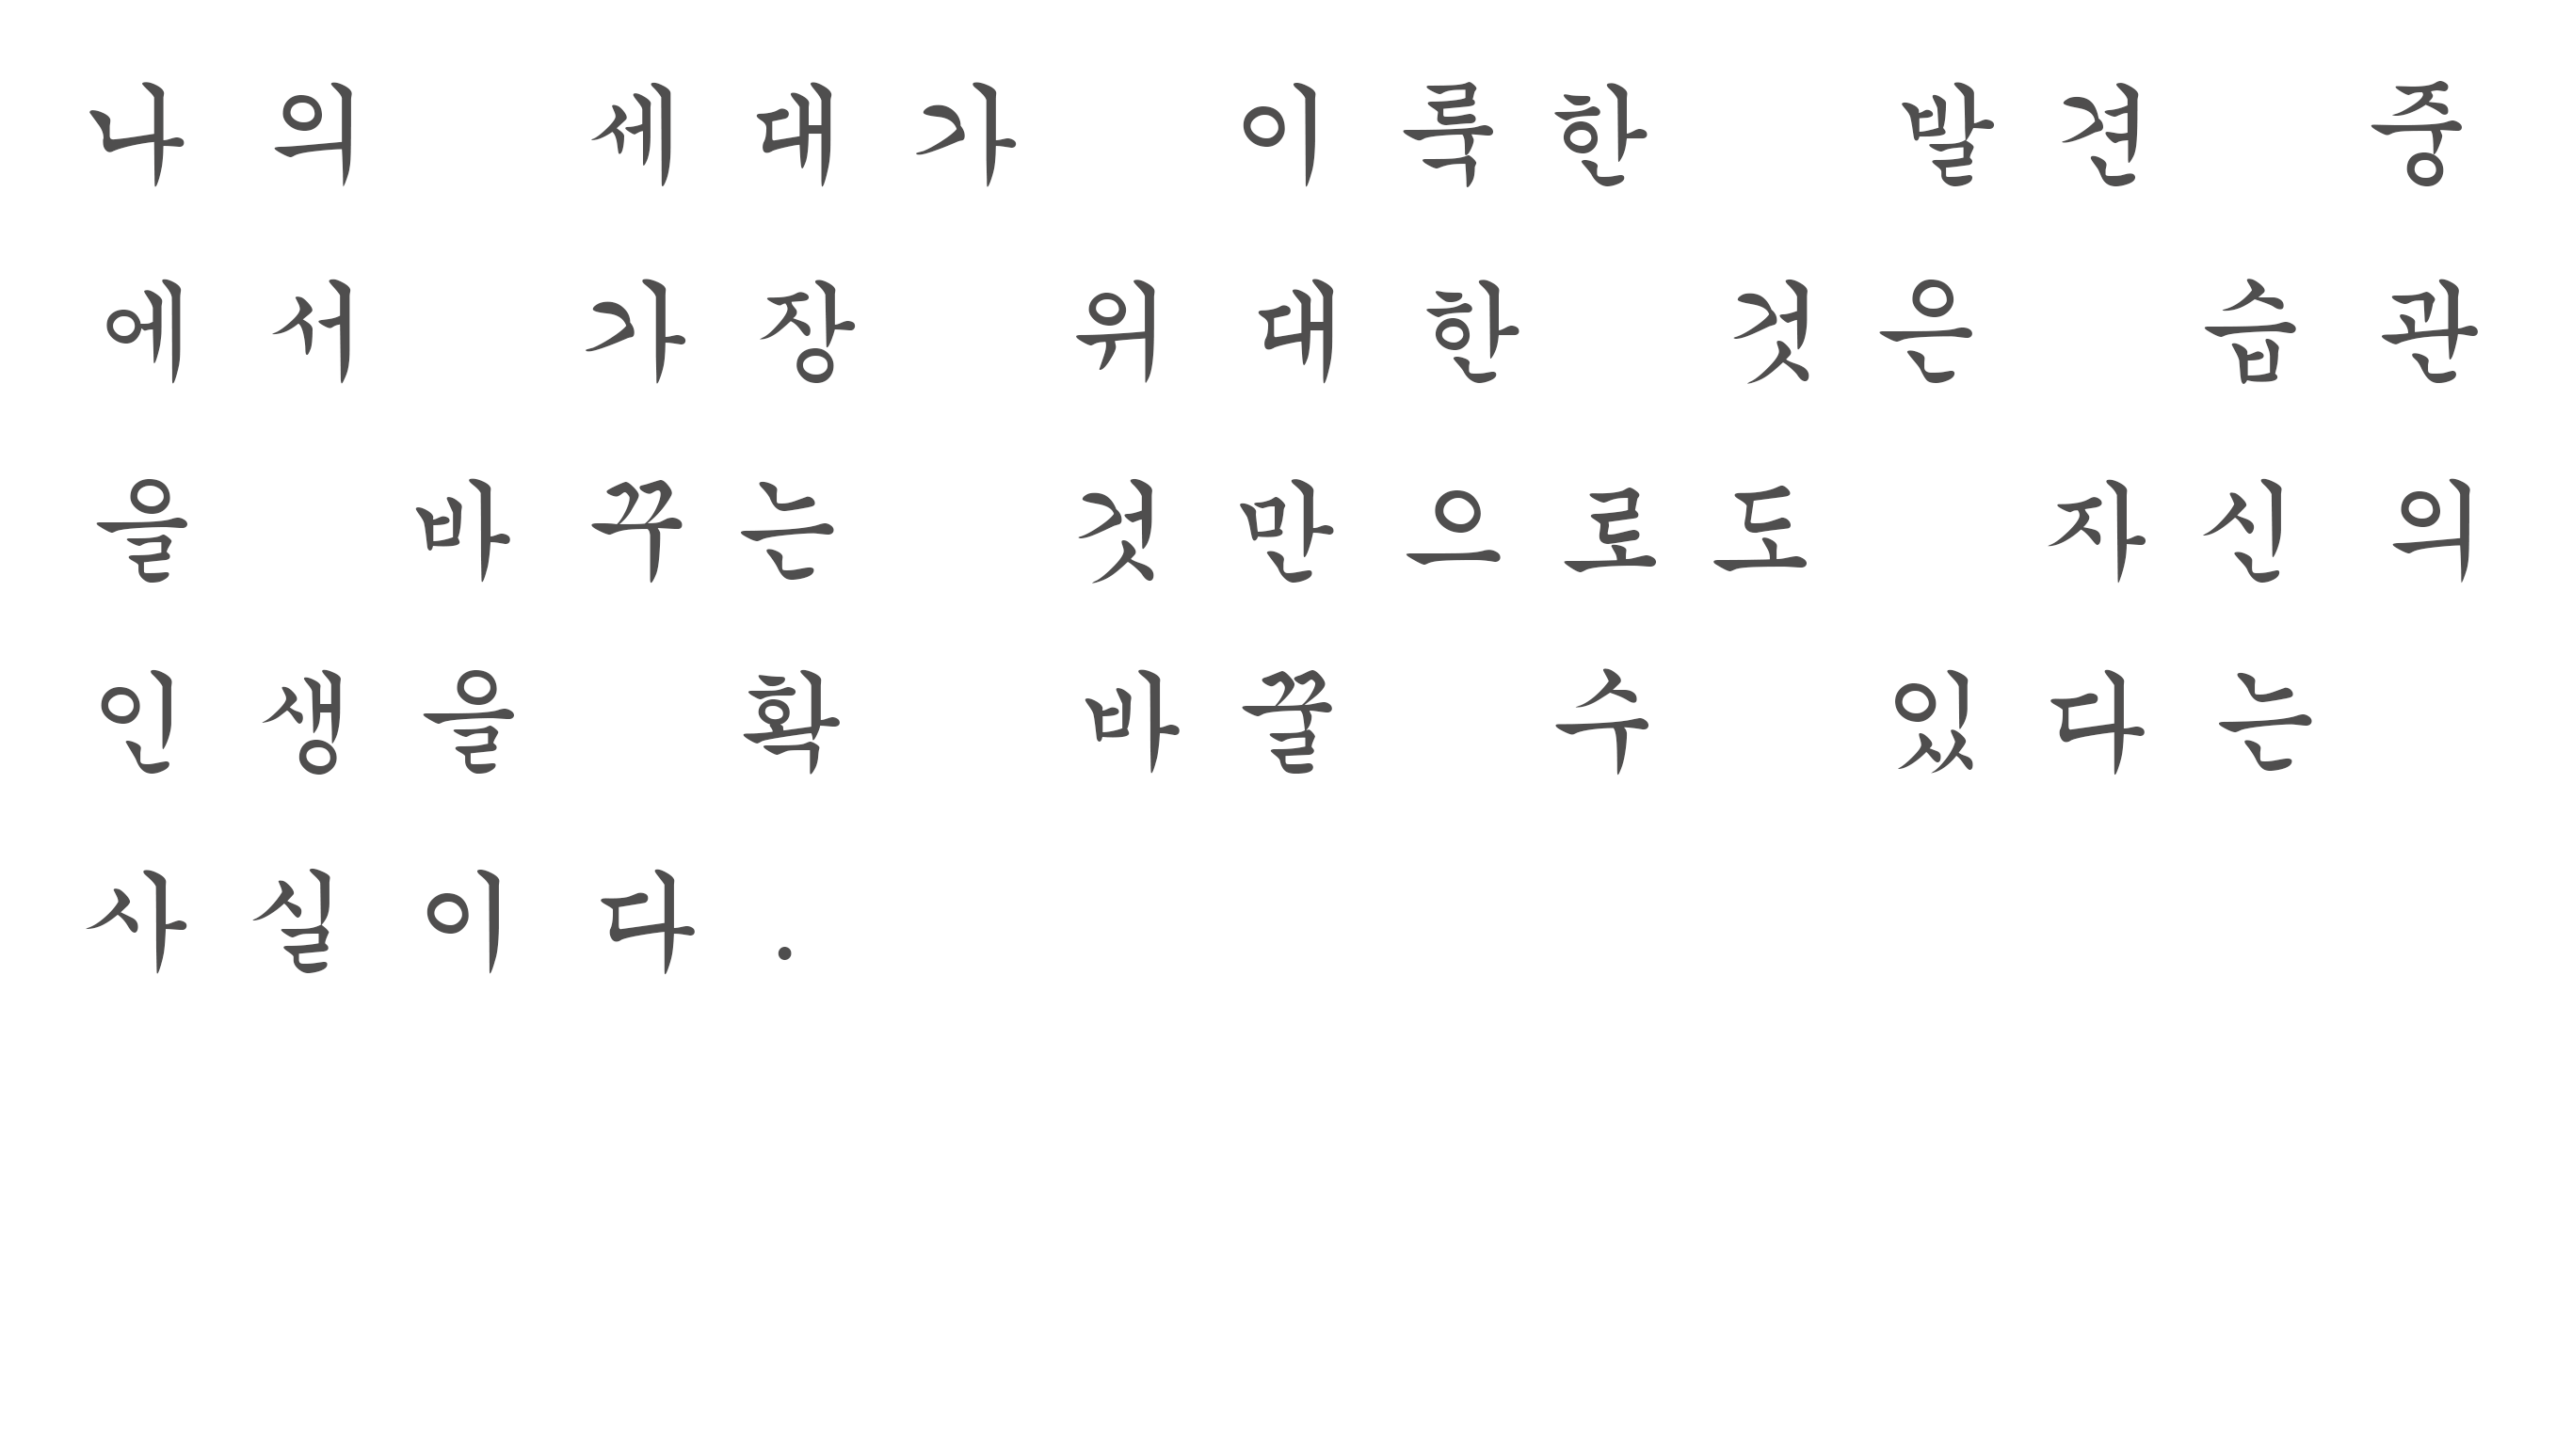 나의 세대가 이룩한 발견 중
에서 가장 위대한 것은 습관
을 바꾸는 것만으로도 자신의
인생을 확 바꿀 수 있다는
사실이다.